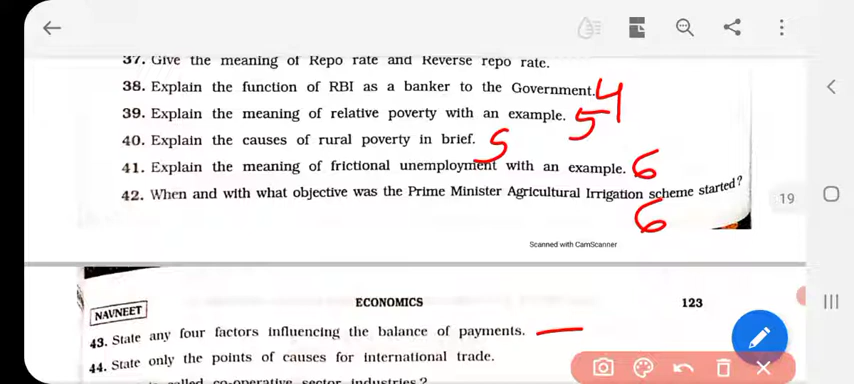 37. Give the meaning of Repo rate and Reverse repo rate.
38. Explain the function of RBI as a banker to the Government. 4
39. Explain the meaning of relative poverty with an example. 5
40. Explain the causes of rural poverty in brief. 5
41. Explain the meaning of frictional unemployment with an example. 6
42. When and with what objective was the Prime Minister Agricultural Irrigation scheme started?
6
19
Scanned with CamScanner
NAVNEET
ECONOMICS
123
43. State any four factors influencing the balance of payments.
44. State only the points of causes for international trade.
called co-operative sector industries?